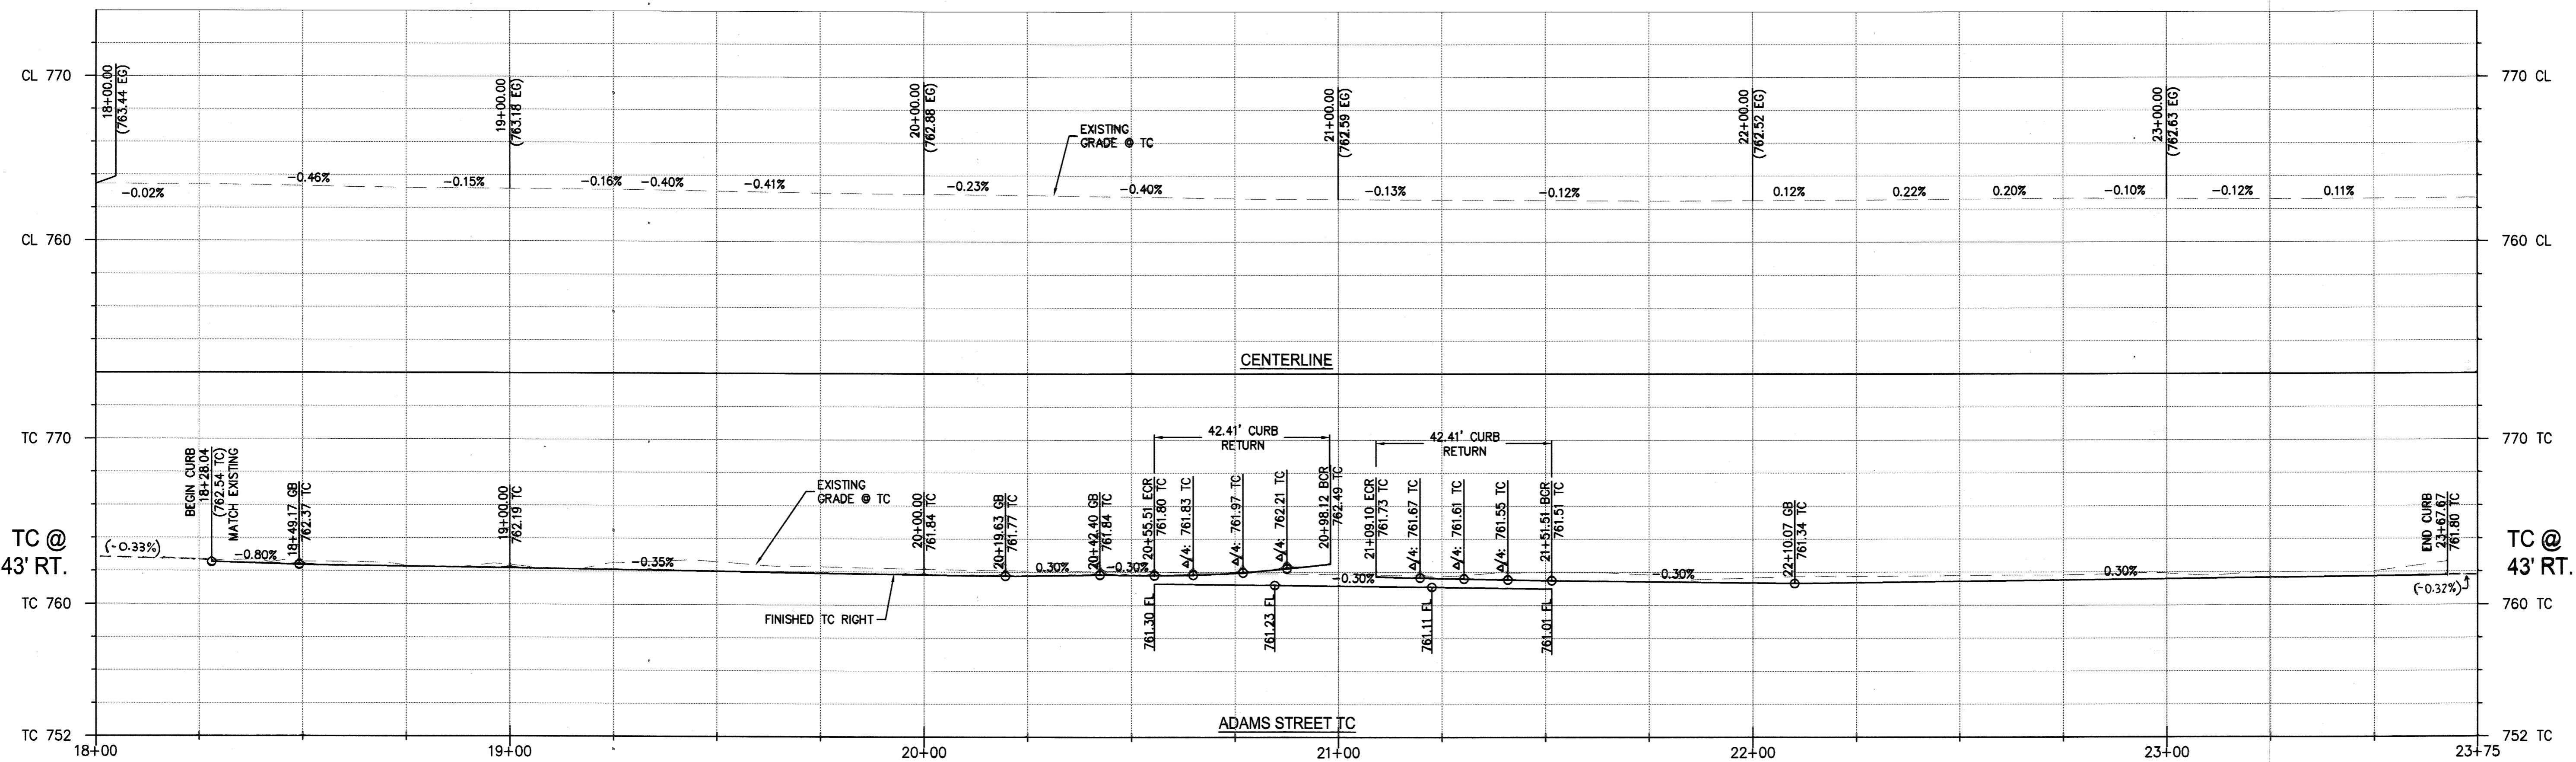 CL 770
770 CL
18+00.00
(763.44 EG)
19+00.00
(763.18 EG)
20+00.00
(762.88 EG)
EXISTING
GRADE @ TC
21+00.00
(762.59 EG)
22+00.00
(762.52 EG)
23+00.00
(762.63 EG)
-0.02%
-0.46%
-0.15%
-0.16%
-0.40%
-0.41%
-0.23%
-0.40%
-0.13%
-0.12%
0.12%
0.22%
0.20%
-0.10%
-0.12%
0.11%
CL 760
760 CL
CENTERLINE
TC 770
770 TC
BEGIN CURB
18+28.04
(762.54 TC)
MATCH EXISTING
18+49.17 GB
762.37 TC
19+00.00
762.19 TC
EXISTING
GRADE @ TC
20+00.00
761.84 TC
20+19.63 GB
761.77 TC
20+42.40 GB
761.84 TC
42.41' CURB
RETURN
20+55.51 ECR
761.80 TC
Δ/4: 761.83 TC
Δ/4: 761.97 TC
Δ/4: 762.21 TC
20+98.12 BCR
762.49 TC
42.41' CURB
RETURN
21+09.10 ECR
761.73 TC
Δ/4: 761.67 TC
Δ/4: 761.61 TC
Δ/4: 761.55 TC
21+51.51 BCR
761.51 TC
22+10.07 GB
761.34 TC
END CURB
23+67.67
761.80 TC
TC @
43' RT.
TC @
43' RT.
(-0.33%)
-0.80%
-0.35%
0.30%
-0.30%
-0.30%
-0.30%
0.30%
(-0.32%)
TC 760
760 TC
FINISHED TC RIGHT
761.30 FL
761.23 FL
761.11 FL
761.01 FL
ADAMS STREET TC
TC 752
752 TC
18+00
19+00
20+00
21+00
22+00
23+00
23+75